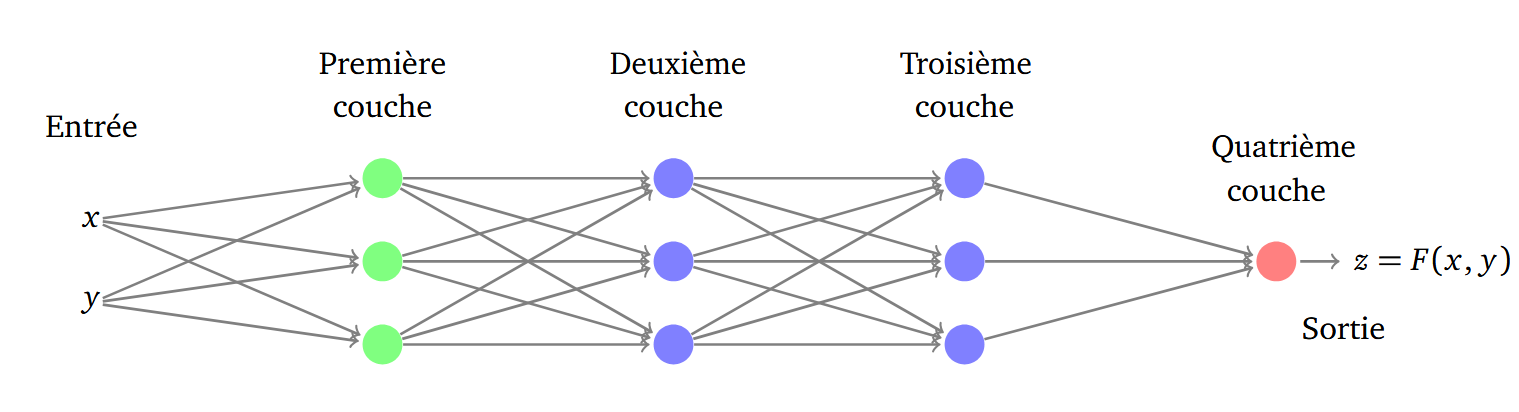 Entrée
x
y
Première
couche
Deuxième
couche
Troisième
couche
Quatrième
couche
z = F(x, y)
Sortie